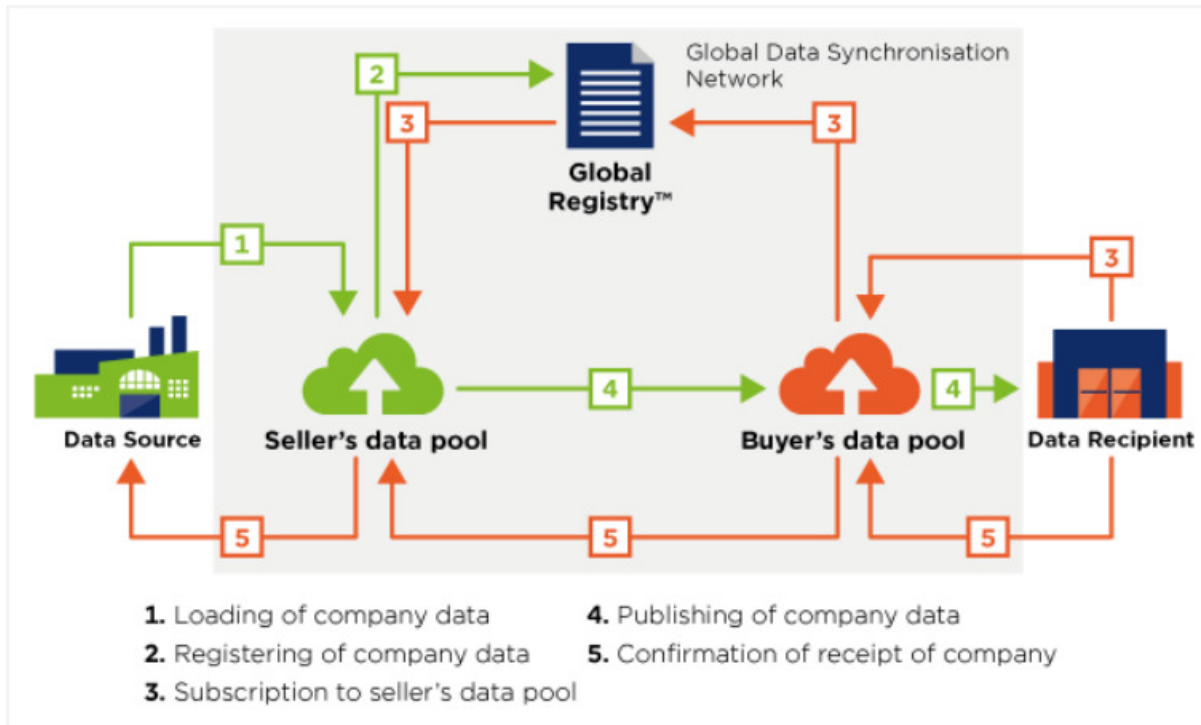 Global Data Synchronisation
Network
2
3
3
Global
Registry™
1
3
4
4
Data Source
Seller's data pool
Buyer's data pool
Data Recipient
5
5
5
1. Loading of company data
2. Registering of company data
3. Subscription to seller's data pool
4. Publishing of company data
5. Confirmation of receipt of company